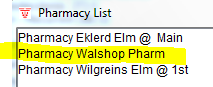 Pharmacy List
Pharmacy Eklerd Elm @ Main
Pharmacy Walshop Pharm
Pharmacy Wilgreins Elm @ 1st